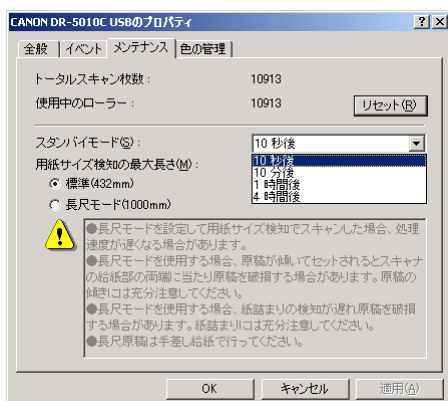 CANON DR-5010C USBのプロパティ
全般 イベント メンテナンス 色の管理
トータルスキャン枚数: 10913
使用中のローラー: 10913 リセット(R)
スタンバイモード(S): 10 秒後
10 秒後
10 分後
1 時間後
4 時間後
用紙サイズ検知の最大長さ(M):
標準(432mm)
長尺モード(1000mm)
●長尺モードを設定して用紙サイズ検知でスキャンした場合、処理
速度が遅くなる場合があります。
●長尺モードを使用する場合、原稿が傾いてセットされるとスキャナ
の給紙部の両端に当たり原稿を破損する場合があります。原稿の
傾きには充分注意してください。
●長尺モードを使用する場合、紙詰まりの検知が遅れ原稿を破損
する場合があります。紙詰まりには充分注意してください。
●長尺原稿は手差し給紙で行ってください。
OK キャンセル 適用(A)